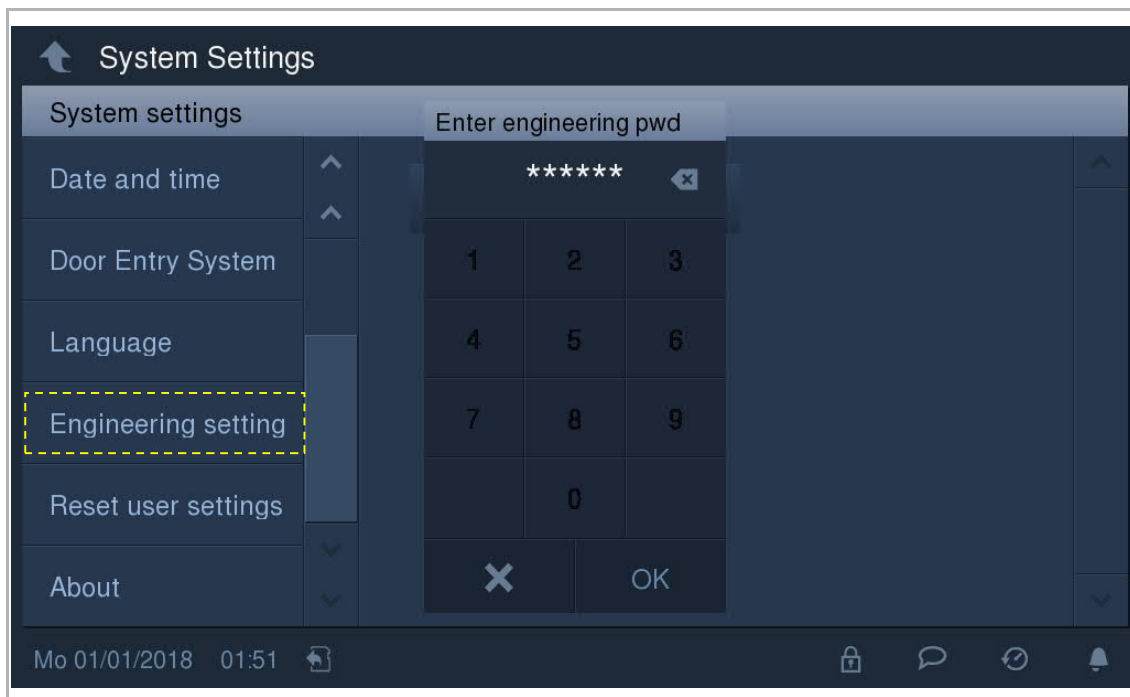 System Settings
System settings
Enter engineering pwd
******
Date and time
Door Entry System
Language
Engineering setting
Reset user settings
About
1 2 3
4 5 6
7 8 9
0
OK
Mo 01/01/2018 01:51